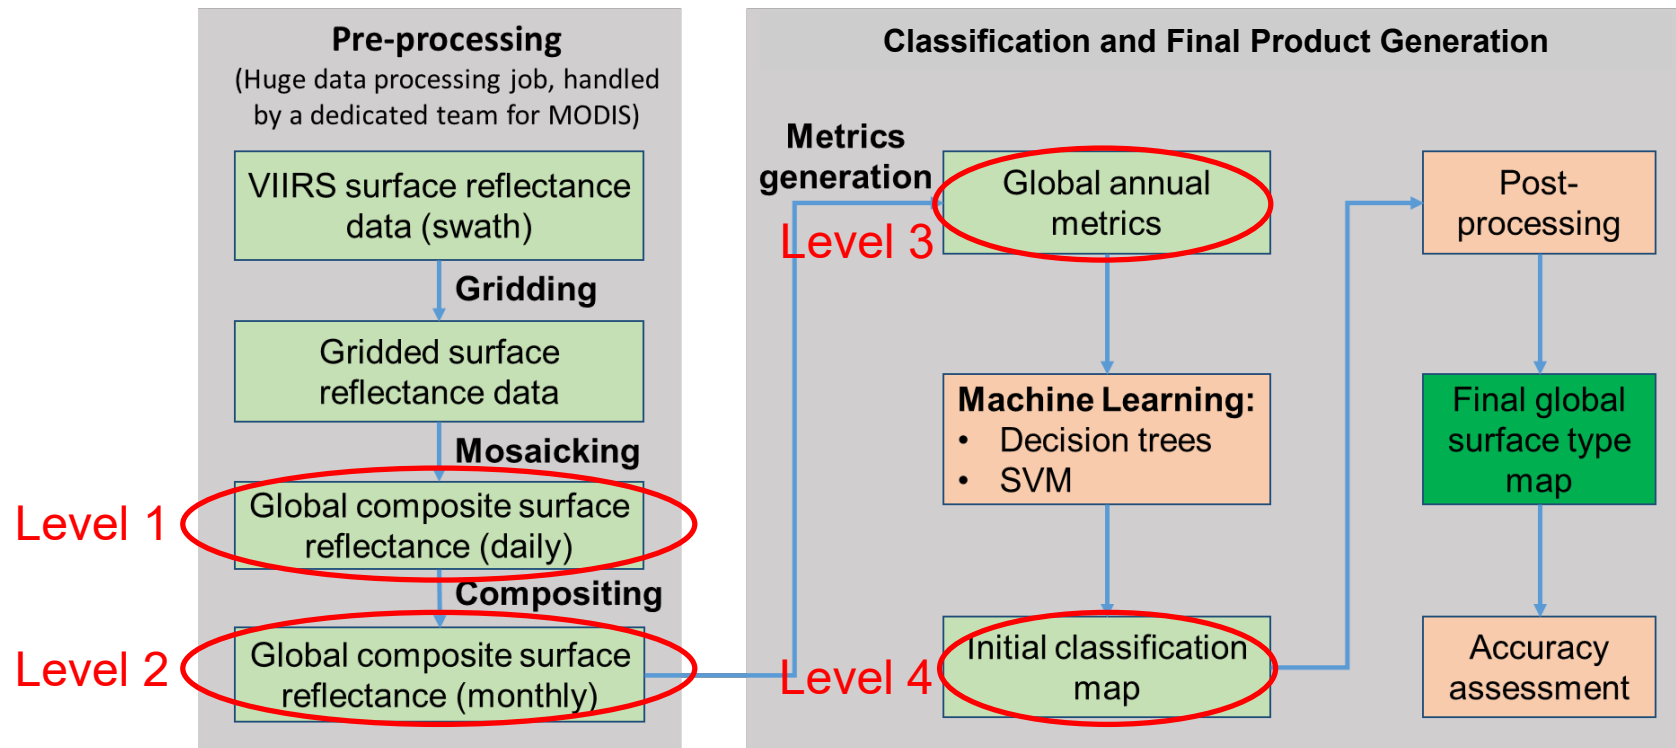 Pre-processing
(Huge data processing job, handled
by a dedicated team for MODIS)
VIIRS surface reflectance
data (swath)
Gridding
Gridded surface
reflectance data
Mosaicking
Level 1
Global composite surface
reflectance (daily)
Compositing
Level 2
Global composite surface
reflectance (monthly)
Classification and Final Product Generation
Metrics
generation
Level 3
Global annual
metrics
Machine Learning:
• Decision trees
• SVM
Level 4
Initial classification
map
Post-
processing
Final global
surface type
map
Accuracy
assessment